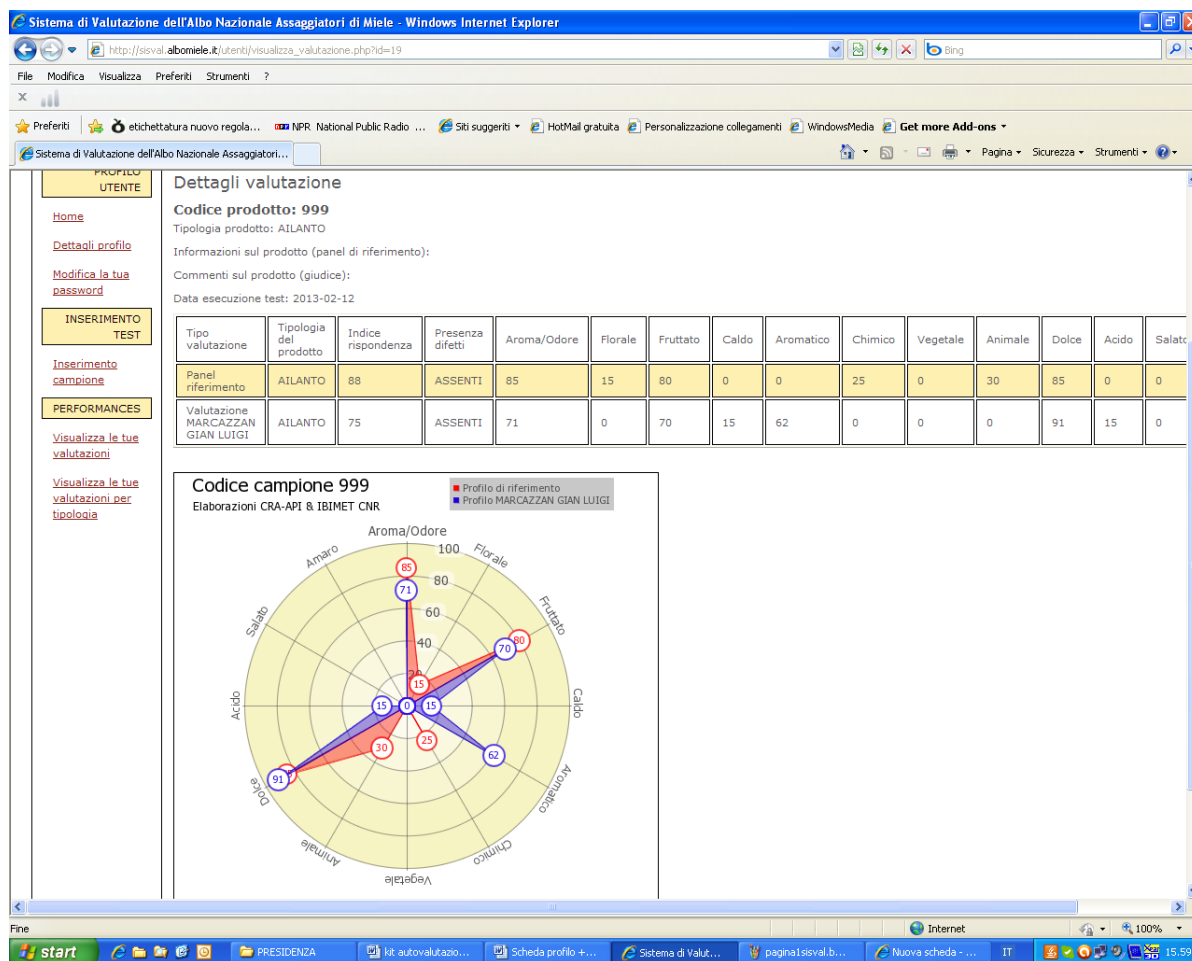 Sistema di Valutazione dell'Albo Nazionale Assaggiatori di Miele - Windows Internet Explorer
http://sisval.albomiele.it/utenti/visualizza_valutazione.php?id=19
Bing
File Modifica Visualizza Preferiti Strumenti ?
Preferiti etichettatura nuovo regola... NPR National Public Radio ... Siti suggeriti HotMail gratuita Personalizzazione collegamenti WindowsMedia Get more Add-ons
Sistema di Valutazione dell'Albo Nazionale Assaggiatori... Pagina Sicurezza Strumenti
PROFILO
UTENTE
Home
Dettagli profilo
Modifica la tua
password
INSERIMENTO
TEST
Inserimento
campione
PERFORMANCES
Visualizza le tue
valutazioni
Visualizza le tue
valutazioni per
tipologia
Dettagli valutazione
Codice prodotto: 999
Tipologia prodotto: AILANTO
Informazioni sul prodotto (panel di riferimento):
Commenti sul prodotto (giudice):
Data esecuzione test: 2013-02-12
Tipo valutazione Tipologia del prodotto Indice rispondenza Presenza difetti Aroma/Odore Florale Fruttato Caldo Aromatico Chimico Vegetale Animale Dolce Acido Salato
Panel riferimento AILANTO 88 ASSENTI 85 15 80 0 0 25 0 30 85 0 0
Valutazione MARCAZZAN GIAN LUIGI AILANTO 75 ASSENTI 71 0 70 15 62 0 0 0 91 15 0
Codice campione 999
Elaborazioni CRA-API & IBIMET CNR
Profilo di riferimento
Profilo MARCAZZAN GIAN LUIGI
Aroma/Odore
Florale
Fruttato
Caldo
Aromatico
Chimico
Vegetale
Animale
Dolce
Acido
Salato
Amaro
100
80
60
40
20
85
71
15
80
70
15
0
15
62
25
30
91
Fine Internet 100%
start PRESIDENZA kit autovalutazio... Scheda profilo +... Sistema di Valut... pagina1sisval.b... Nuova scheda - ... IT 15.59